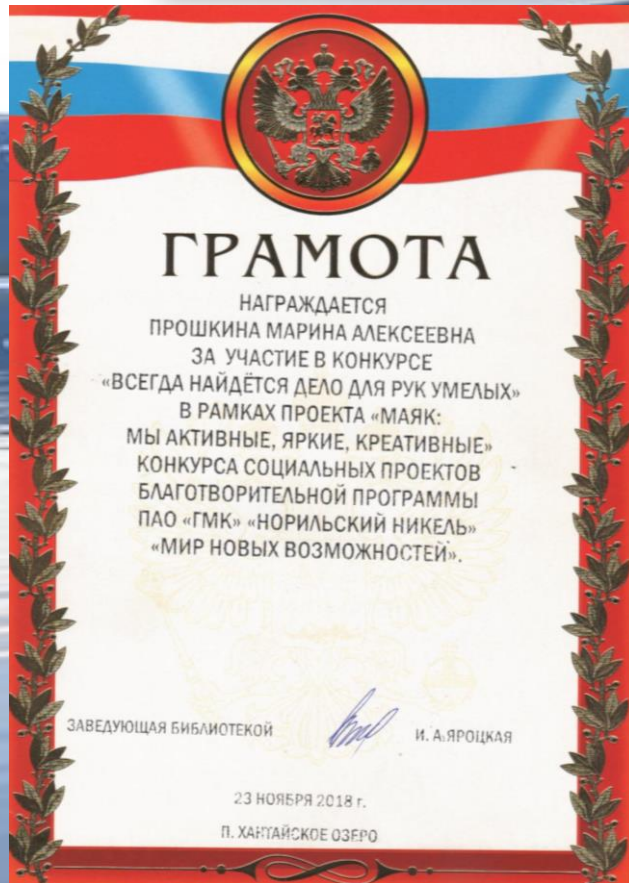 ГРАМОТА
НАГРАЖДАЕТСЯ
ПРОШКИНА МАРИНА АЛЕКСЕЕВНА
ЗА УЧАСТИЕ В КОНКУРСЕ
«ВСЕГДА НАЙДЁТСЯ ДЕЛО ДЛЯ РУК УМЕЛЫХ»
В РАМКАХ ПРОЕКТА «МАЯК:
МЫ АКТИВНЫЕ, ЯРКИЕ, КРЕАТИВНЫЕ»
КОНКУРСА СОЦИАЛЬНЫХ ПРОЕКТОВ
БЛАГОТВОРИТЕЛЬНОЙ ПРОГРАММЫ
ПАО «ГМК» «НОРИЛЬСКИЙ НИКЕЛЬ»
«МИР НОВЫХ ВОЗМОЖНОСТЕЙ».
ЗАВЕДУЮЩАЯ БИБЛИОТЕКОЙ И. А.ЯРОЦКАЯ
23 НОЯБРЯ 2018 г.
П. ХАНТАЙСКОЕ ОЗЕРО